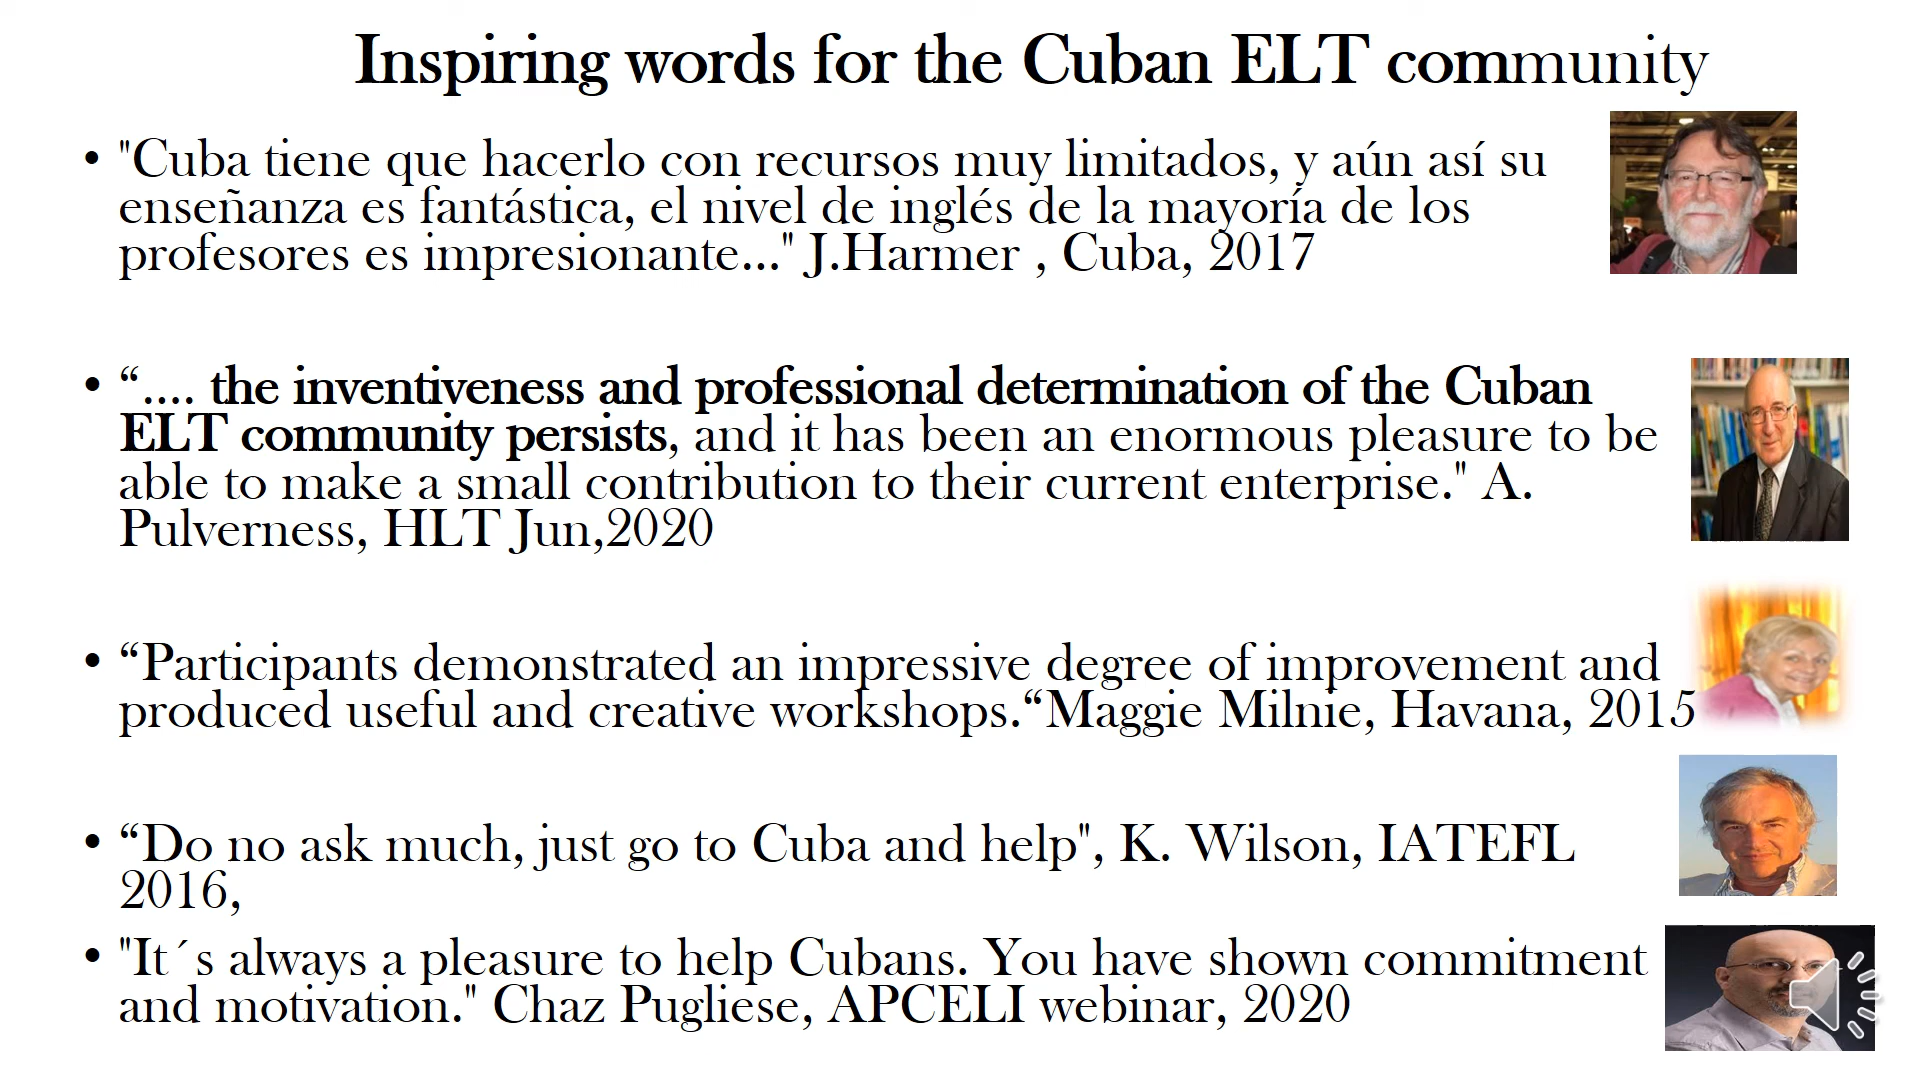 Inspiring words for the Cuban ELT community
• "Cuba tiene que hacerlo con recursos muy limitados, y aún así su
enseñanza es fantástica, el nivel de inglés de la mayoría de los
profesores es impresionante..." J.Harmer , Cuba, 2017
• “.... the inventiveness and professional determination of the Cuban
ELT community persists, and it has been an enormous pleasure to be
able to make a small contribution to their current enterprise." A.
Pulverness, HLT Jun,2020
• “Participants demonstrated an impressive degree of improvement and
produced useful and creative workshops.“Maggie Milnie, Havana, 2015
• “Do no ask much, just go to Cuba and help", K. Wilson, IATEFL
2016,
• "It´s always a pleasure to help Cubans. You have shown commitment
and motivation." Chaz Pugliese, APCELI webinar, 2020